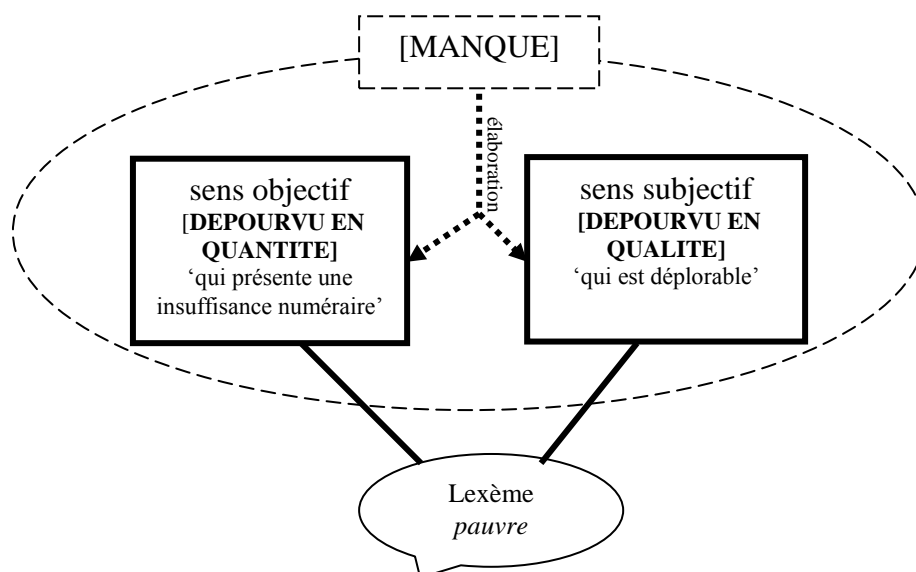 [MANQUE]
élaboration
sens objectif
[DEPOURVU EN
QUANTITE]
‘qui présente une
insuffisance numéraire’
sens subjectif
[DEPOURVU EN
QUALITE]
‘qui est déplorable’
Lexème
pauvre